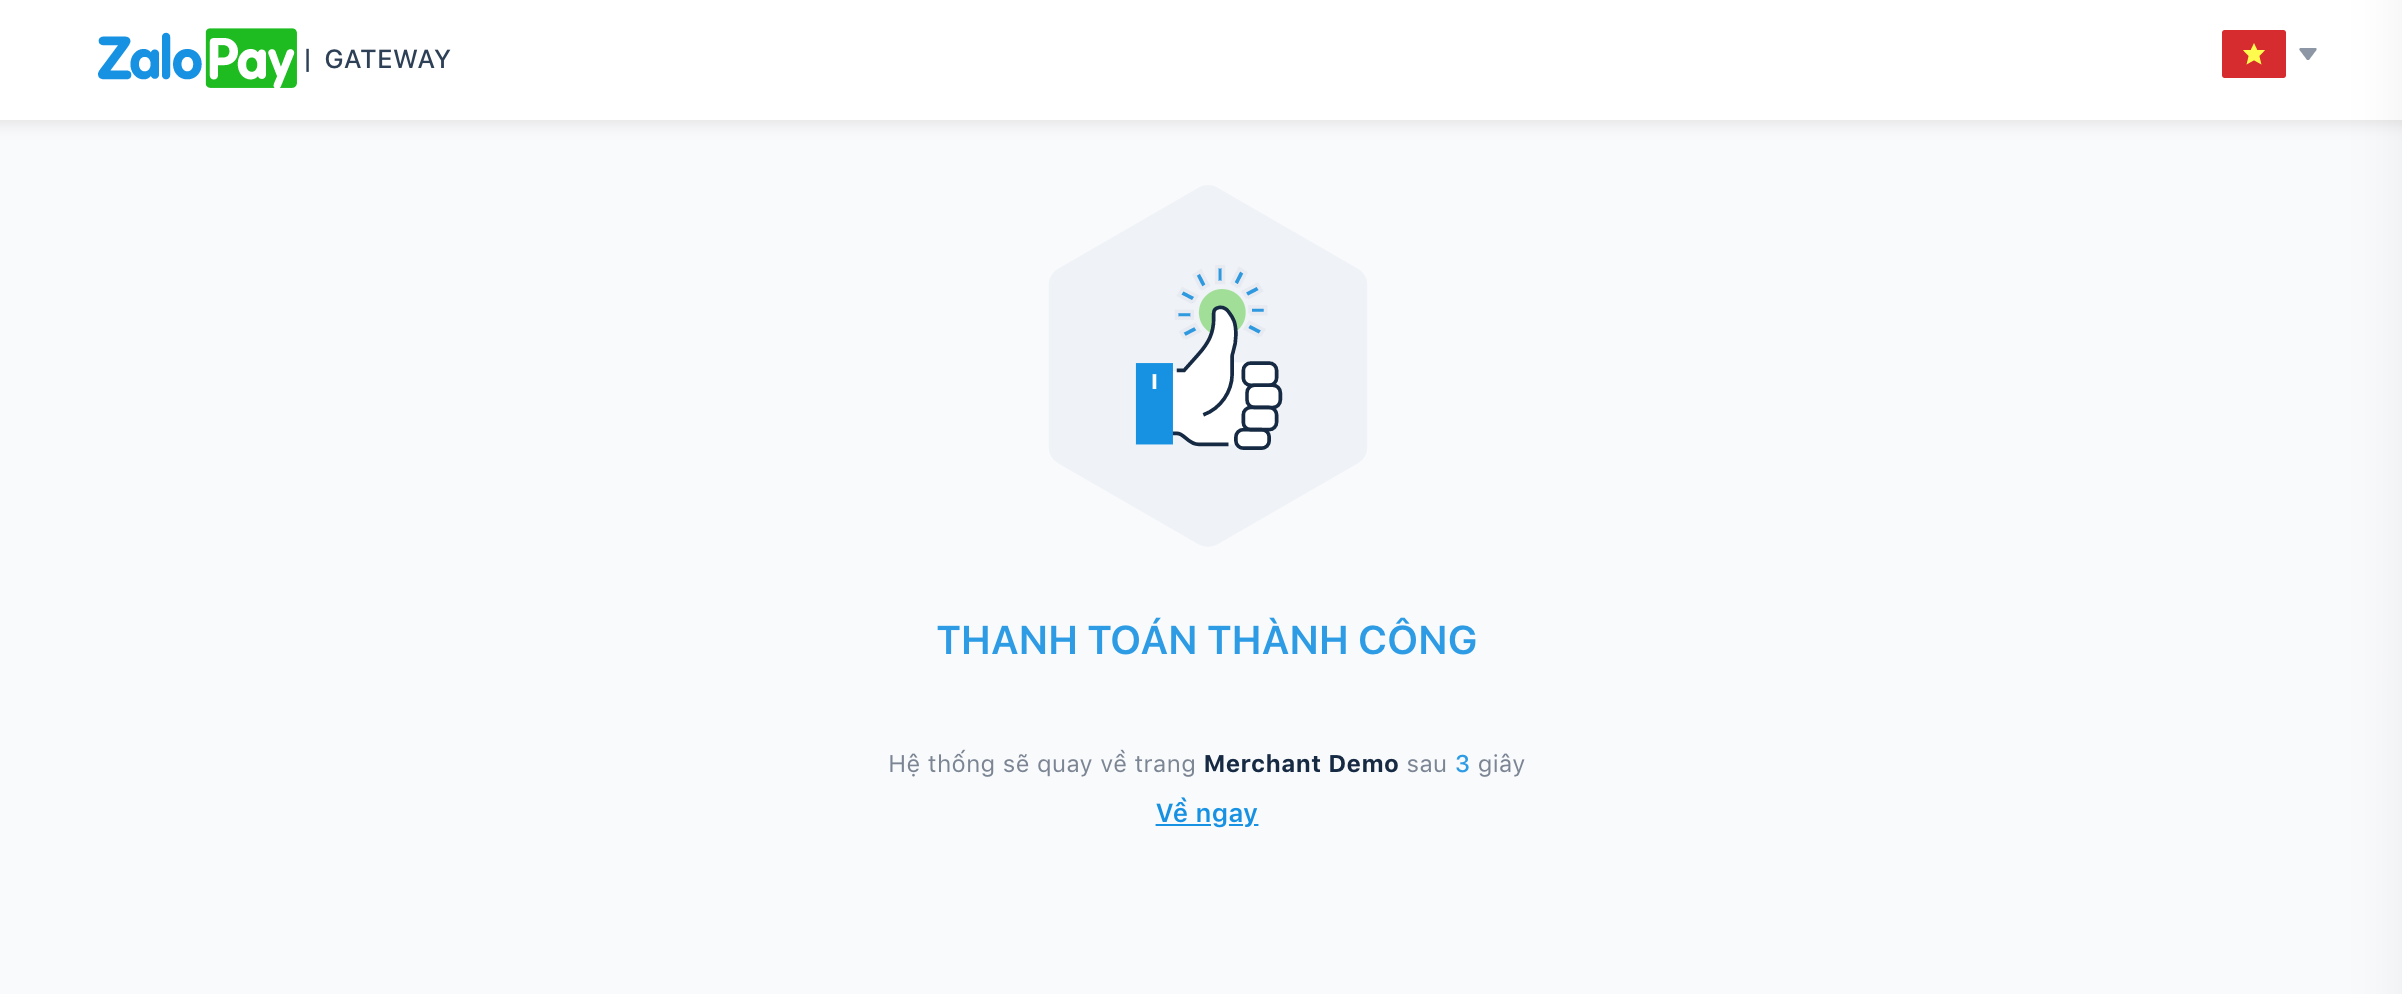 ZaloPay | GATEWAY
THANH TOÁN THÀNH CÔNG
Hệ thống sẽ quay về trang Merchant Demo sau 3 giây
Về ngay